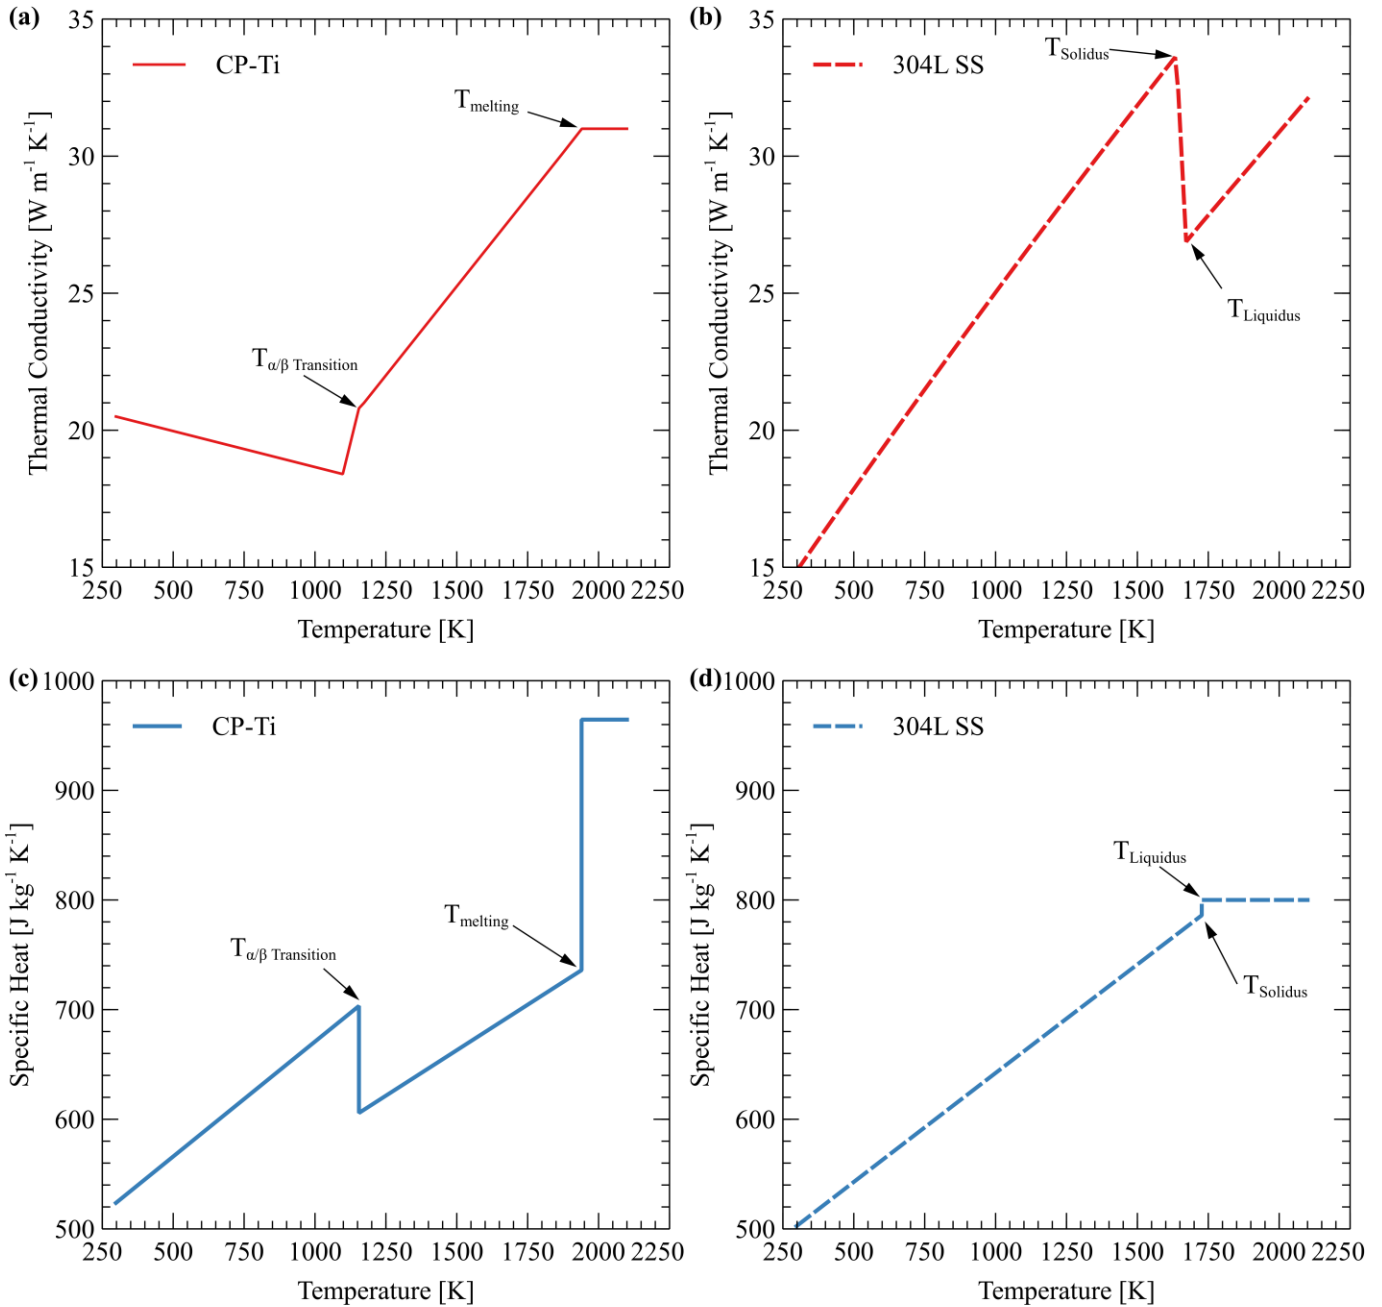 (a)
35
30
25
20
15
Thermal Conductivity [W m⁻¹ K⁻¹]
CP-Ti
T_melting
T_α/β Transition
250 500 750 1000 1250 1500 1750 2000 2250
Temperature [K]
(b)
35
30
25
20
15
Thermal Conductivity [W m⁻¹ K⁻¹]
304L SS
T_Solidus
T_Liquidus
250 500 750 1000 1250 1500 1750 2000 2250
Temperature [K]
(c)
1000
900
800
700
600
500
Specific Heat [J kg⁻¹ K⁻¹]
CP-Ti
T_melting
T_α/β Transition
250 500 750 1000 1250 1500 1750 2000 2250
Temperature [K]
(d)
1000
900
800
700
600
500
Specific Heat [J kg⁻¹ K⁻¹]
304L SS
T_Liquidus
T_Solidus
250 500 750 1000 1250 1500 1750 2000 2250
Temperature [K]